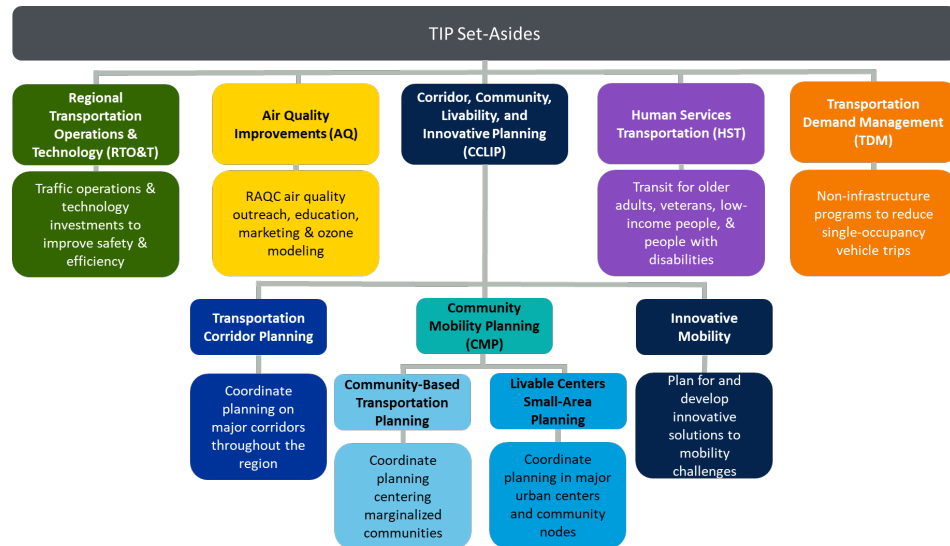 TIP Set-Asides
Regional
Transportation
Operations &
Technology (RTO&T)
Traffic operations &
technology
investments to
improve safety &
efficiency
Air Quality
Improvements (AQ)
RAQC air quality
outreach, education,
marketing & ozone
modeling
Corridor, Community,
Livability, and
Innovative Planning
(CCLIP)
Human Services
Transportation (HST)
Transit for older
adults, veterans, low-
income people, &
people with
disabilities
Transportation
Demand Management
(TDM)
Non-infrastructure
programs to reduce
single-occupancy
vehicle trips
Transportation
Corridor Planning
Coordinate
planning on
major corridors
throughout the
region
Community
Mobility Planning
(CMP)
Community-Based
Transportation
Planning
Coordinate
planning
centering
marginalized
communities
Livable Centers
Small-Area
Planning
Coordinate
planning in major
urban centers
and community
nodes
Innovative
Mobility
Plan for and
develop
innovative
solutions to
mobility
challenges